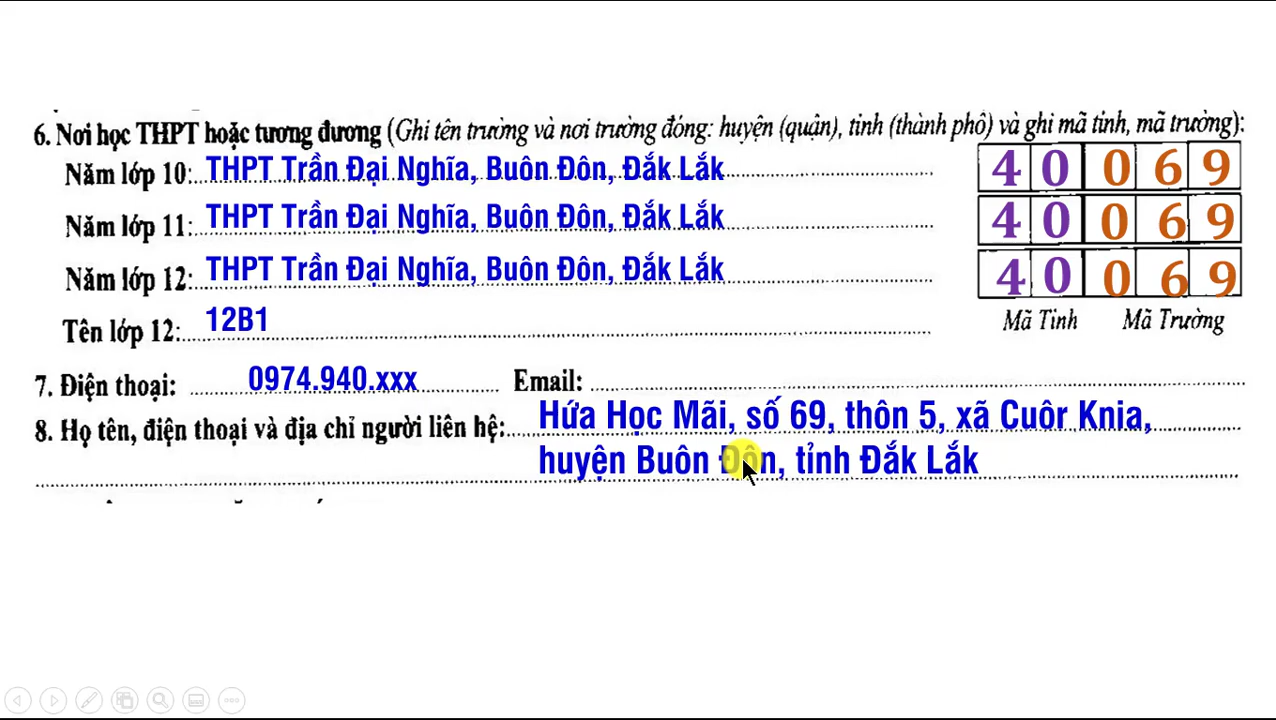 6. Nơi học THPT hoặc tương đương (Ghi tên trường và nơi trường đóng: huyện (quận), tỉnh (thành phố) và ghi mã tỉnh, mã trường):
Năm lớp 10: THPT Trần Đại Nghĩa, Buôn Đôn, Đắk Lắk 4 0 0 6 9
Năm lớp 11: THPT Trần Đại Nghĩa, Buôn Đôn, Đắk Lắk 4 0 0 6 9
Năm lớp 12: THPT Trần Đại Nghĩa, Buôn Đôn, Đắk Lắk 4 0 0 6 9
Tên lớp 12: 12B1 Mã Tỉnh Mã Trường
7. Điện thoại: 0974.940.xxx Email:
8. Họ tên, điện thoại và địa chỉ người liên hệ: Hứa Học Mãi, số 69, thôn 5, xã Cuôr Knia,
huyện Buôn Đôn, tỉnh Đắk Lắk